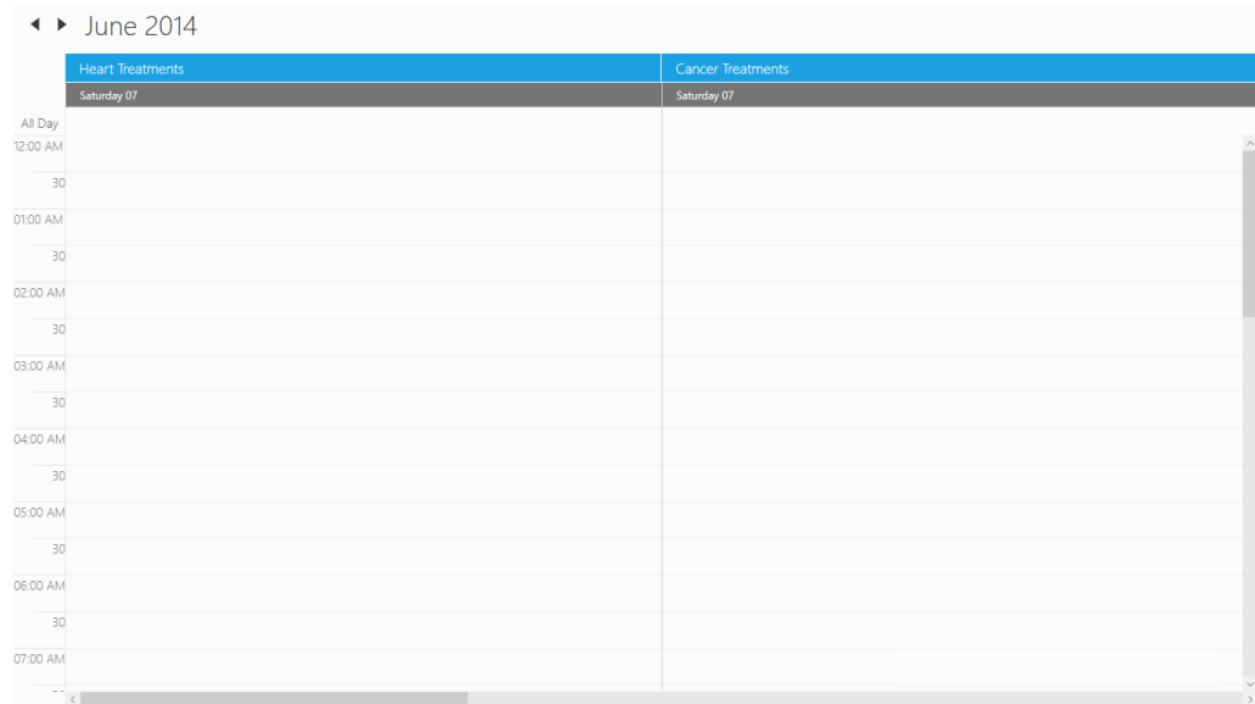 June 2014
Heart Treatments Cancer Treatments
Saturday 07 Saturday 07
All Day
12:00 AM
30
01:00 AM
30
02:00 AM
30
03:00 AM
30
04:00 AM
30
05:00 AM
30
06:00 AM
30
07:00 AM